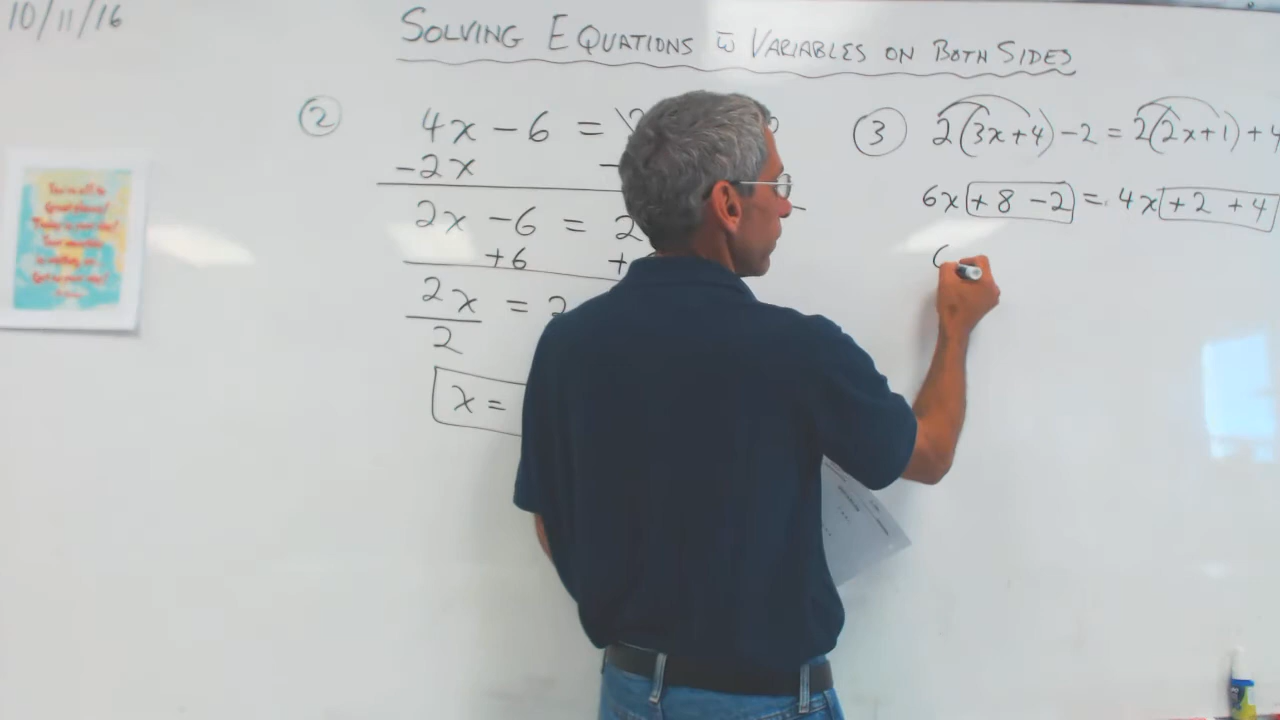 10/11/16
SOLVING EQUATIONS w̄ VARIABLES ON BOTH SIDES
②
4x - 6 =
-2x
2x - 6 = 2
+6 +
2x = 2
2
x =
③ 2(3x+4) - 2 = 2(2x+1) + 4
6x + 8 - 2 = 4x + 2 + 4
6